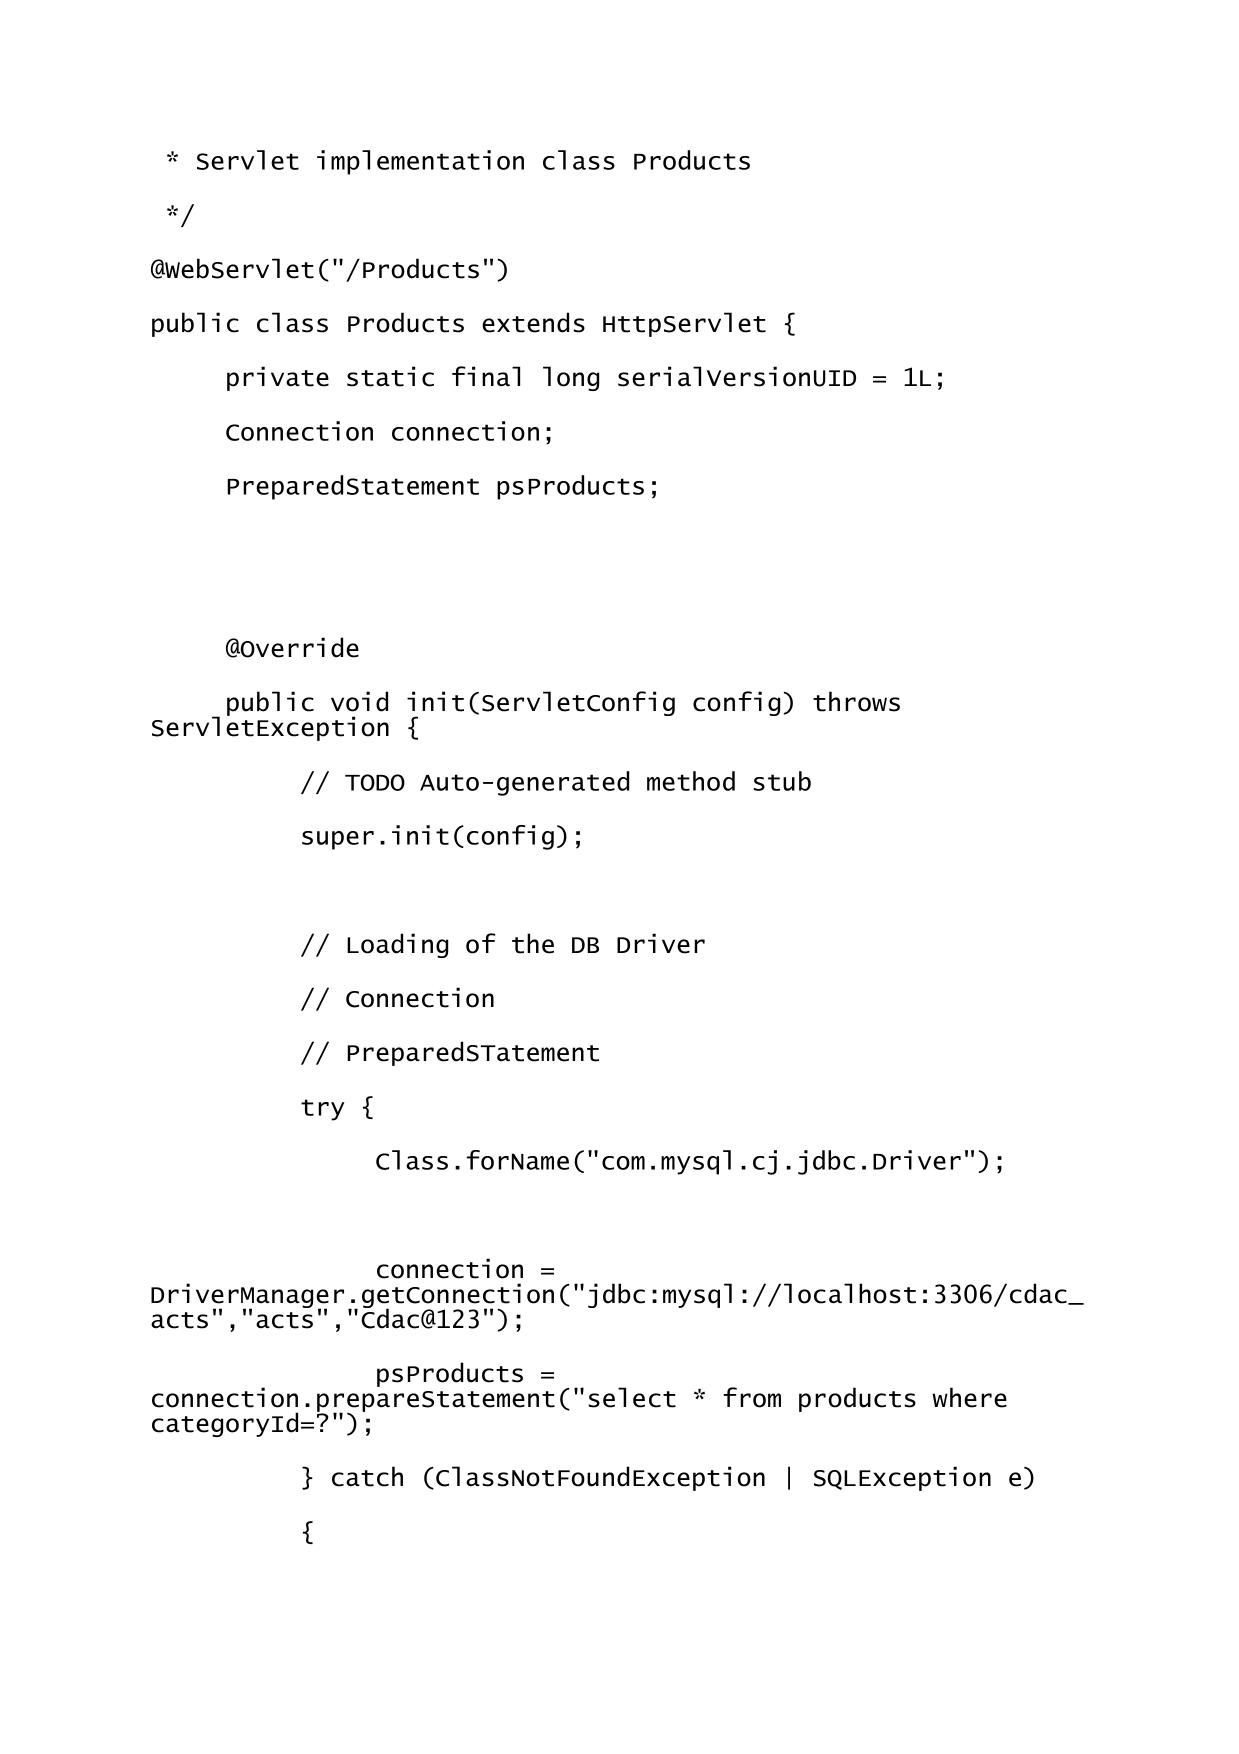 * Servlet implementation class Products
*/
@WebServlet("/Products")
public class Products extends HttpServlet {
private static final long serialVersionUID = 1L;
Connection connection;
PreparedStatement psProducts;
@Override
public void init(ServletConfig config) throws
ServletException {
// TODO Auto-generated method stub
super.init(config);
// Loading of the DB Driver
// Connection
// PreparedSTatement
try {
Class.forName("com.mysql.cj.jdbc.Driver");
connection =
DriverManager.getConnection("jdbc:mysql://localhost:3306/cdac_
acts","acts","Cdac@123");
psProducts =
connection.prepareStatement("select * from products where
categoryId=?");
} catch (ClassNotFoundException | SQLException e)
{